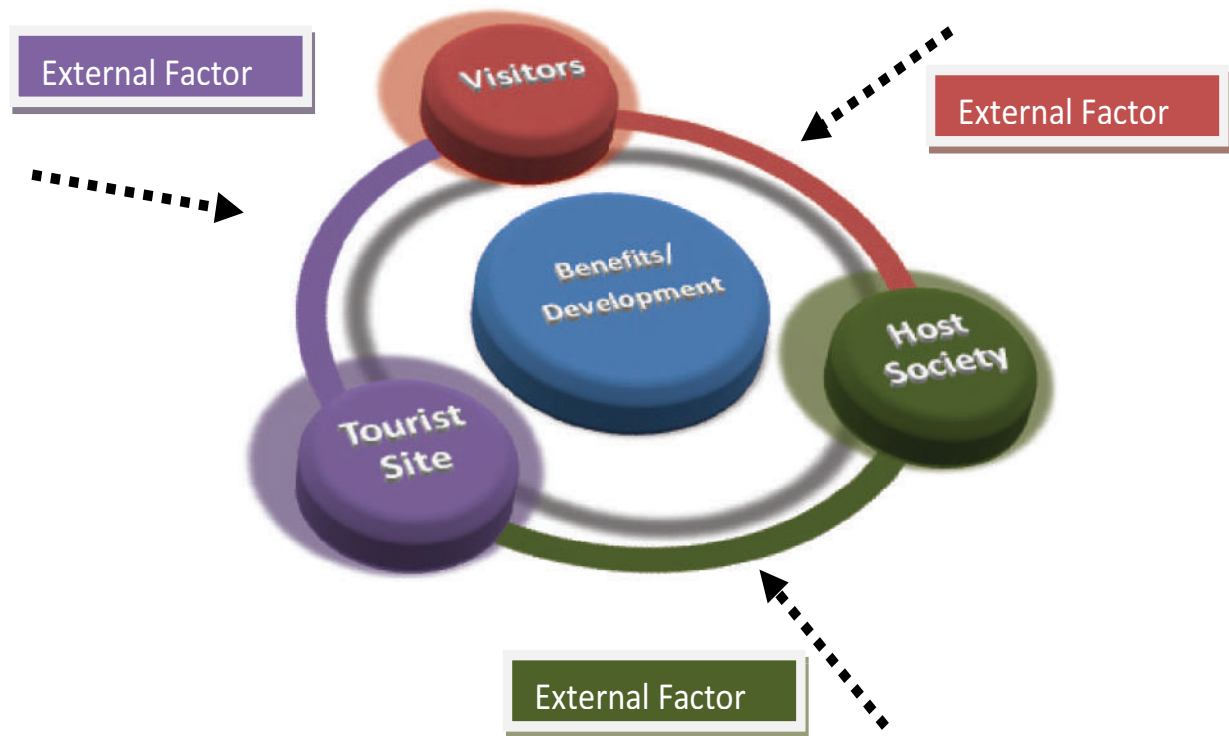 External Factor
Visitors
External Factor
Benefits/
Development
Host
Society
Tourist
Site
External Factor